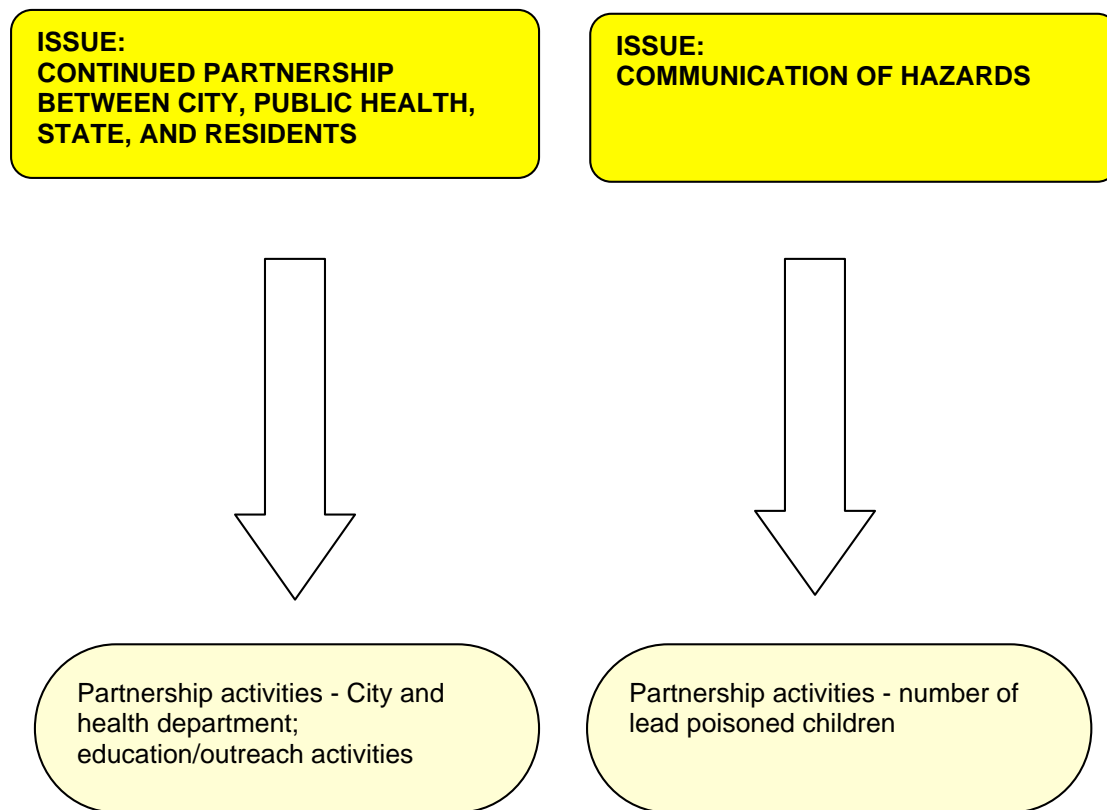 ISSUE:
CONTINUED PARTNERSHIP
BETWEEN CITY, PUBLIC HEALTH,
STATE, AND RESIDENTS
ISSUE:
COMMUNICATION OF HAZARDS
Partnership activities - City and
health department;
education/outreach activities
Partnership activities - number of
lead poisoned children